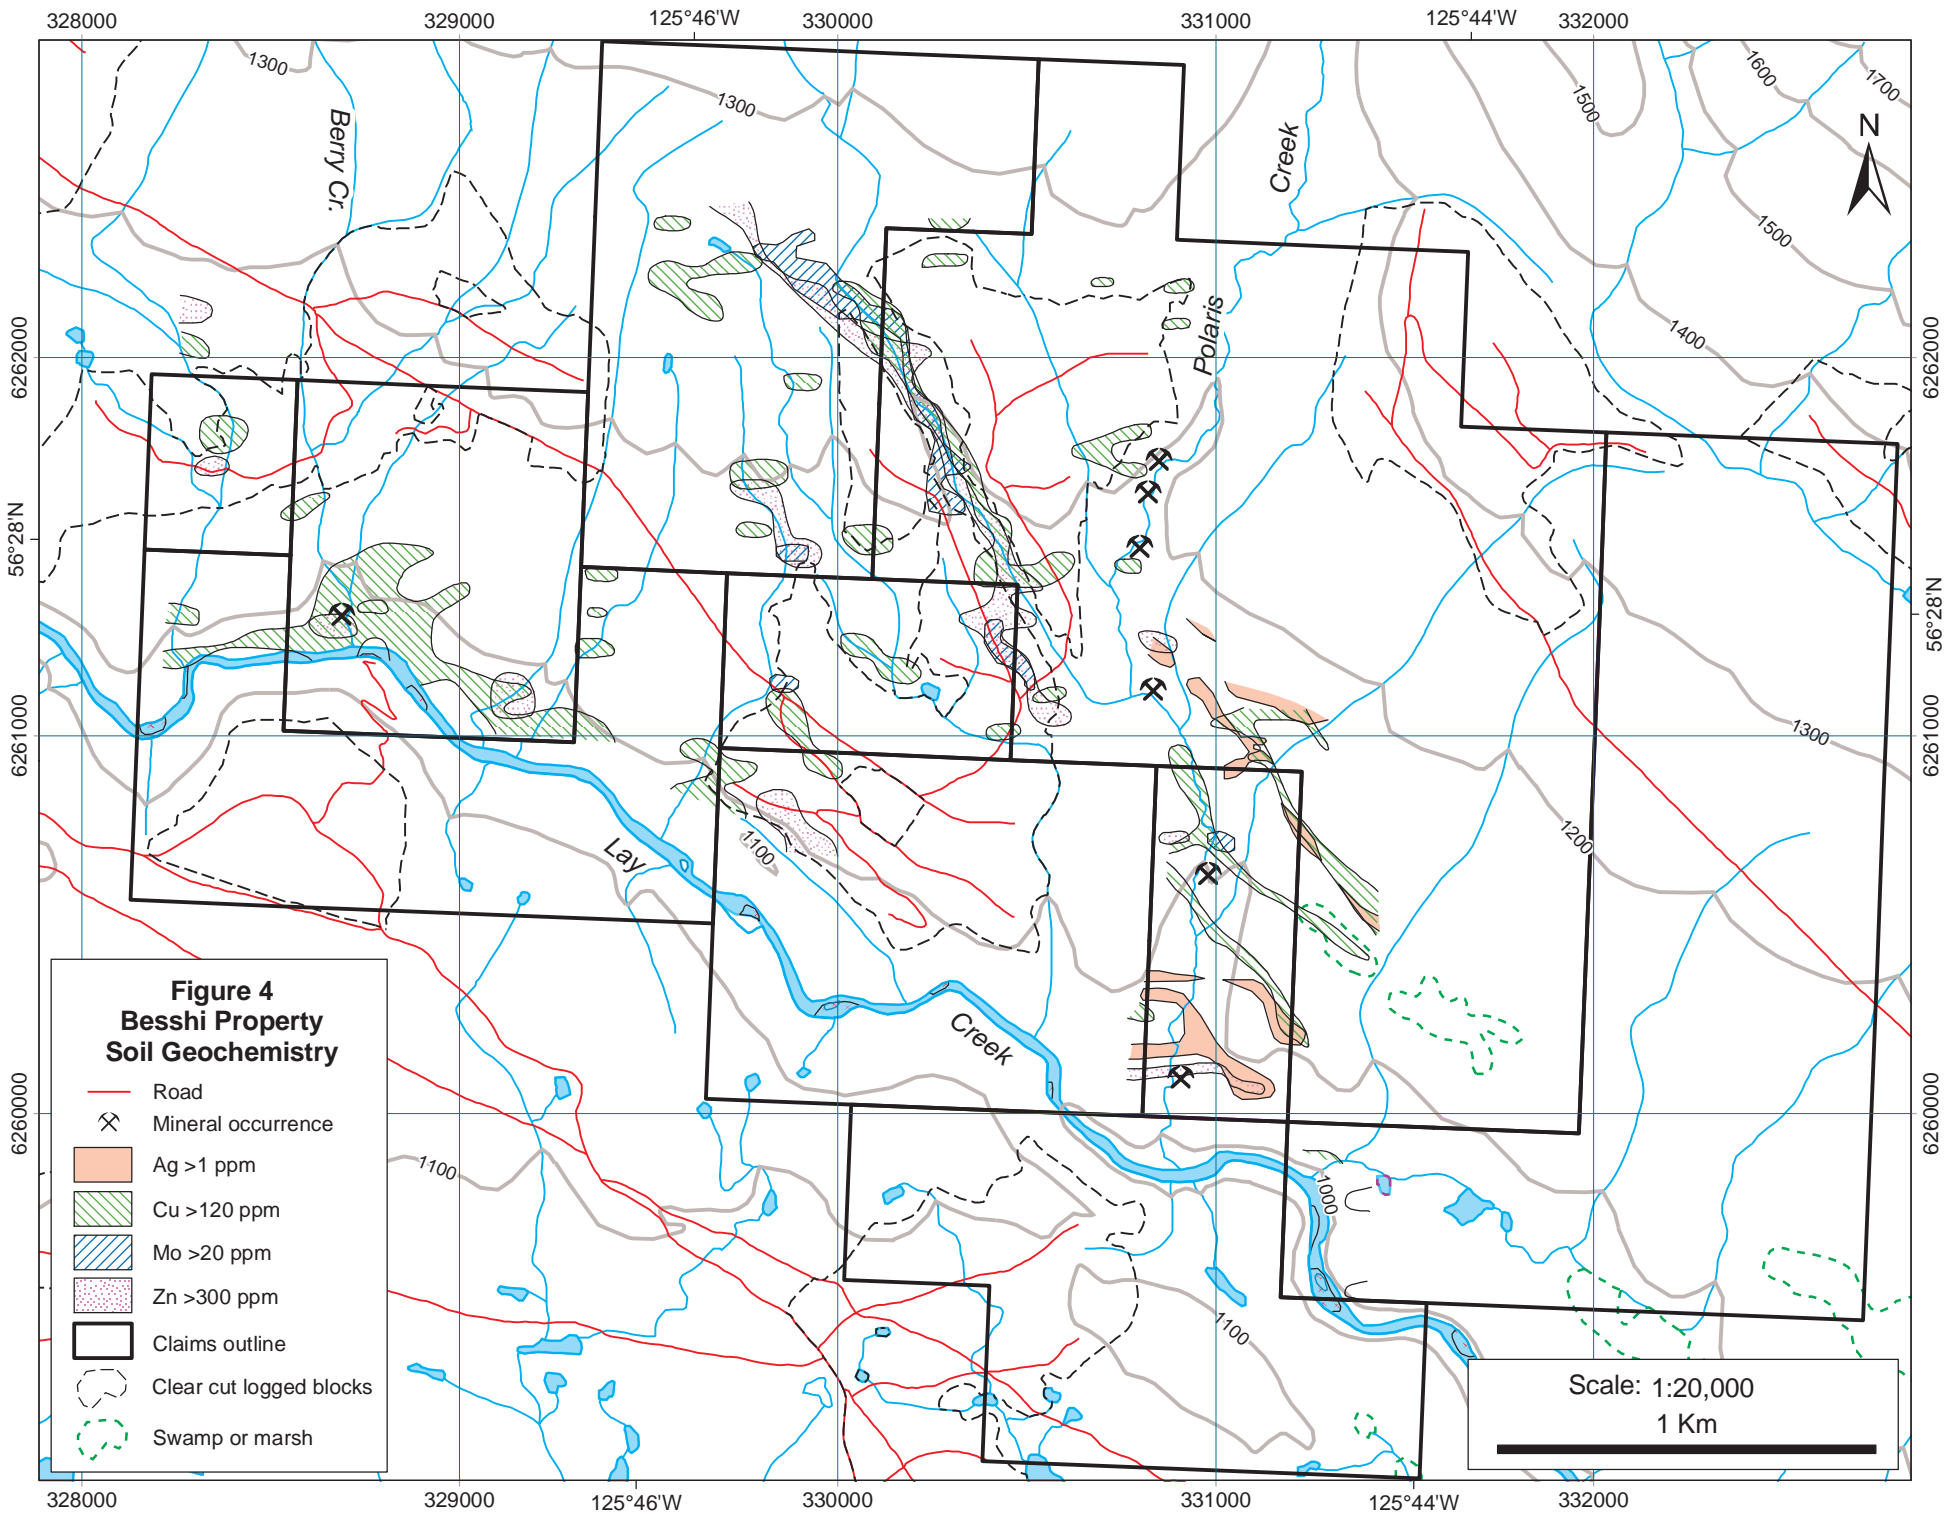 328000 329000 125°46'W 330000 331000 125°44'W 332000
1300
1300
1500
1600
1700
N
Berry Cr.
Creek
1500
Polaris
1400
6262000
6262000
56°28'N
56°28'N
6261000
6261000
1300
1200
1100
Lay
Creek
6260000
6260000
1100
1000
1100
Figure 4
Besshi Property
Soil Geochemistry
Road
Mineral occurrence
Ag >1 ppm
Cu >120 ppm
Mo >20 ppm
Zn >300 ppm
Claims outline
Clear cut logged blocks
Swamp or marsh
Scale: 1:20,000
1 Km
328000 329000 125°46'W 330000 331000 125°44'W 332000